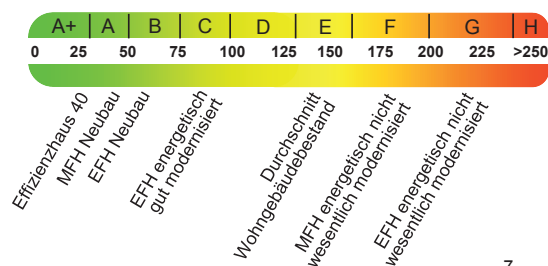 A+ A B C D E F G H
0 25 50 75 100 125 150 175 200 225 >250
Effizienzhaus 40
MFH Neubau
EFH Neubau
EFH energetisch
gut modernisiert
Durchschnitt
Wohngebäudebestand
MFH energetisch nicht
wesentlich modernisiert
EFH energetisch nicht
wesentlich modernisiert
7